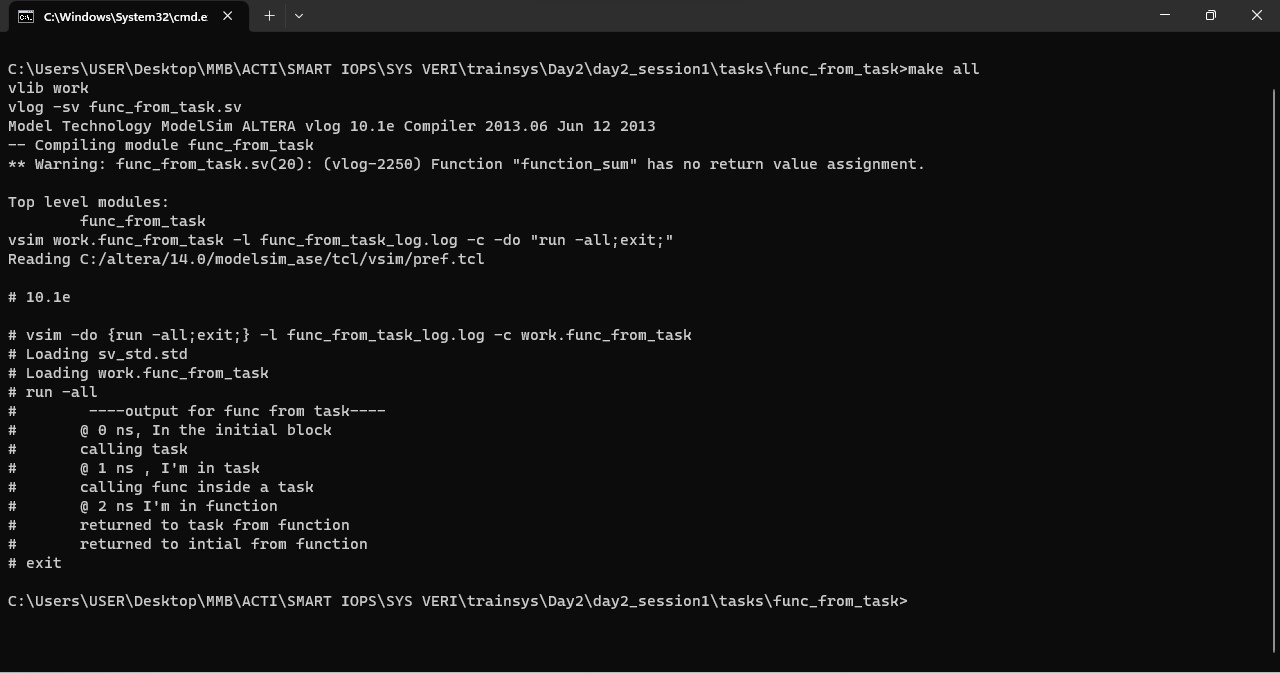 C:\Windows\System32\cmd.e
C:\Users\USER\Desktop\MMB\ACTI\SMART IOPS\SYS VERI\trainsys\Day2\day2_session1\tasks\func_from_task>make all
vlib work
vlog -sv func_from_task.sv
Model Technology ModelSim ALTERA vlog 10.1e Compiler 2013.06 Jun 12 2013
-- Compiling module func_from_task
** Warning: func_from_task.sv(20): (vlog-2250) Function "function_sum" has no return value assignment.
Top level modules:
func_from_task
vsim work.func_from_task -l func_from_task_log.log -c -do "run -all;exit;"
Reading C:/altera/14.0/modelsim_ase/tcl/vsim/pref.tcl
# 10.1e
# vsim -do {run -all;exit;} -l func_from_task_log.log -c work.func_from_task
# Loading sv_std.std
# Loading work.func_from_task
# run -all
# ----output for func from task----
# @ 0 ns, In the initial block
# calling task
# @ 1 ns , I'm in task
# calling func inside a task
# @ 2 ns I'm in function
# returned to task from function
# returned to intial from function
# exit
C:\Users\USER\Desktop\MMB\ACTI\SMART IOPS\SYS VERI\trainsys\Day2\day2_session1\tasks\func_from_task>